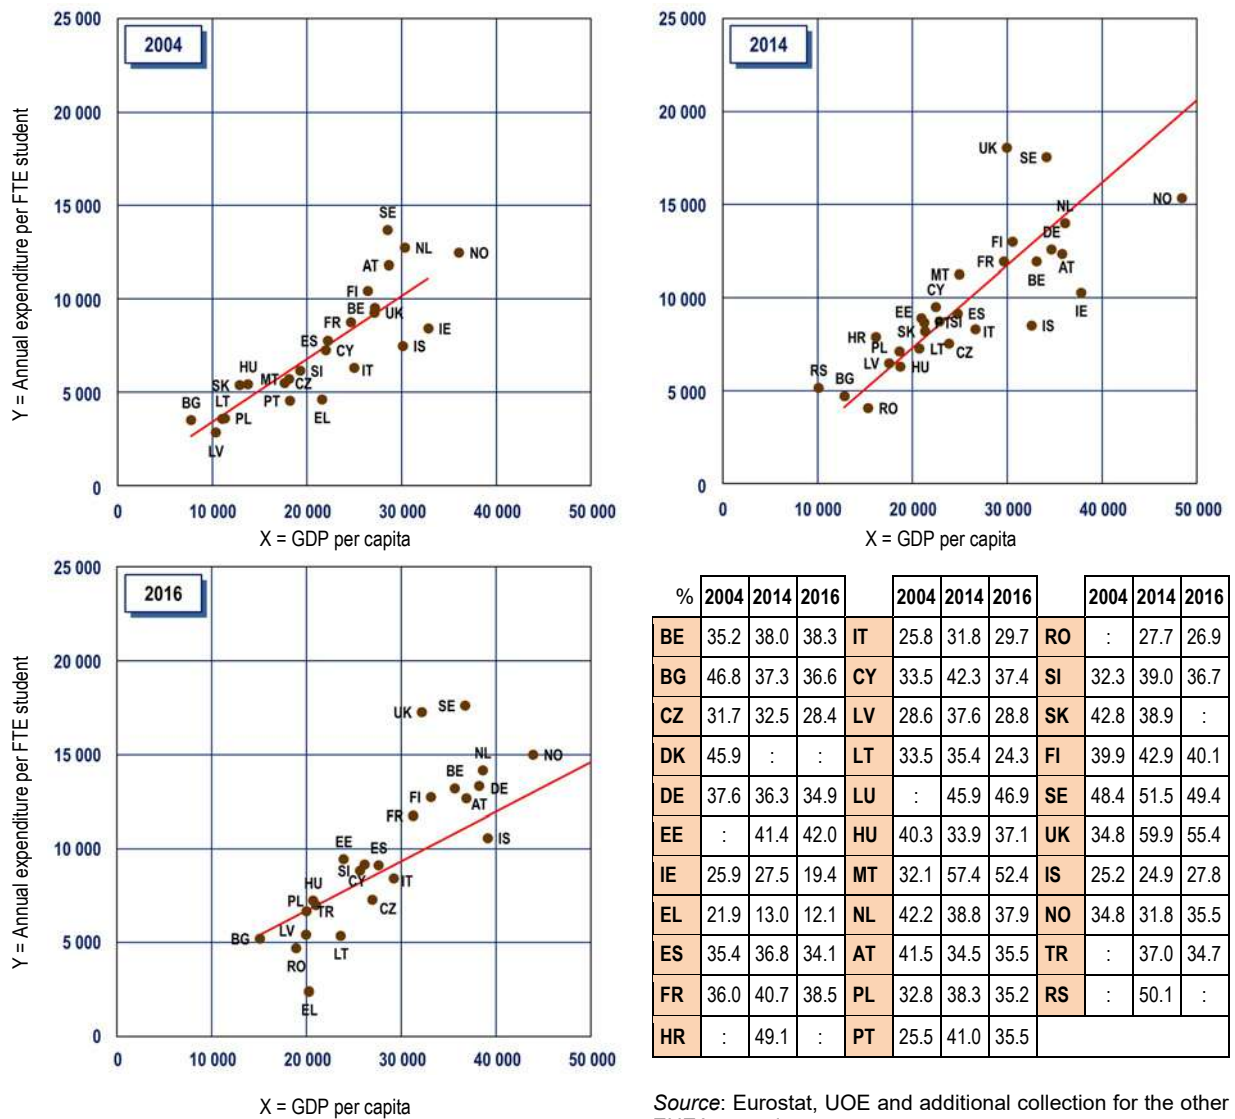 25 000
2004
20 000
15 000
SE
NL
NO
AT
FI
BE
UK
FR
IE
10 000
ES
CY
IS
IT
HU
SI
SK
MT
CZ
5 000
BG
LT
PT
PL
EL
LV
0
0 10 000 20 000 30 000 40 000 50 000
Y = Annual expenditure per FTE student
X = GDP per capita
25 000
2014
20 000
UK
SE
15 000
NO
NL
DE
FI
FR
AT
BE
MT
IE
10 000
CY
EE
ES
SI
IS
SK
IT
HR
PL
LT
CZ
LV
HU
5 000
RS
BG
RO
0
0 10 000 20 000 30 000 40 000 50 000
X = GDP per capita
25 000
2016
20 000
UK
SE
15 000
NL
NO
BE
DE
FI
AT
FR
10 000
IS
EE
ES
SI
CY
IT
HU
PL
TR
CZ
5 000
BG
LV
LT
RO
EL
0
0 10 000 20 000 30 000 40 000 50 000
Y = Annual expenditure per FTE student
X = GDP per capita
% 2004 2014 2016 2004 2014 2016 2004 2014 2016
BE 35.2 38.0 38.3 IT 25.8 31.8 29.7 RO : 27.7 26.9
BG 46.8 37.3 36.6 CY 33.5 42.3 37.4 SI 32.3 39.0 36.7
CZ 31.7 32.5 28.4 LV 28.6 37.6 28.8 SK 42.8 38.9 :
DK 45.9 : : LT 33.5 35.4 24.3 FI 39.9 42.9 40.1
DE 37.6 36.3 34.9 LU : 45.9 46.9 SE 48.4 51.5 49.4
EE : 41.4 42.0 HU 40.3 33.9 37.1 UK 34.8 59.9 55.4
IE 25.9 27.5 19.4 MT 32.1 57.4 52.4 IS 25.2 24.9 27.8
EL 21.9 13.0 12.1 NL 42.2 38.8 37.9 NO 34.8 31.8 35.5
ES 35.4 36.8 34.1 AT 41.5 34.5 35.5 TR : 37.0 34.7
FR 36.0 40.7 38.5 PL 32.8 38.3 35.2 RS : 50.1 :
HR : 49.1 : PT 25.5 41.0 35.5
Source: Eurostat, UOE and additional collection for the other